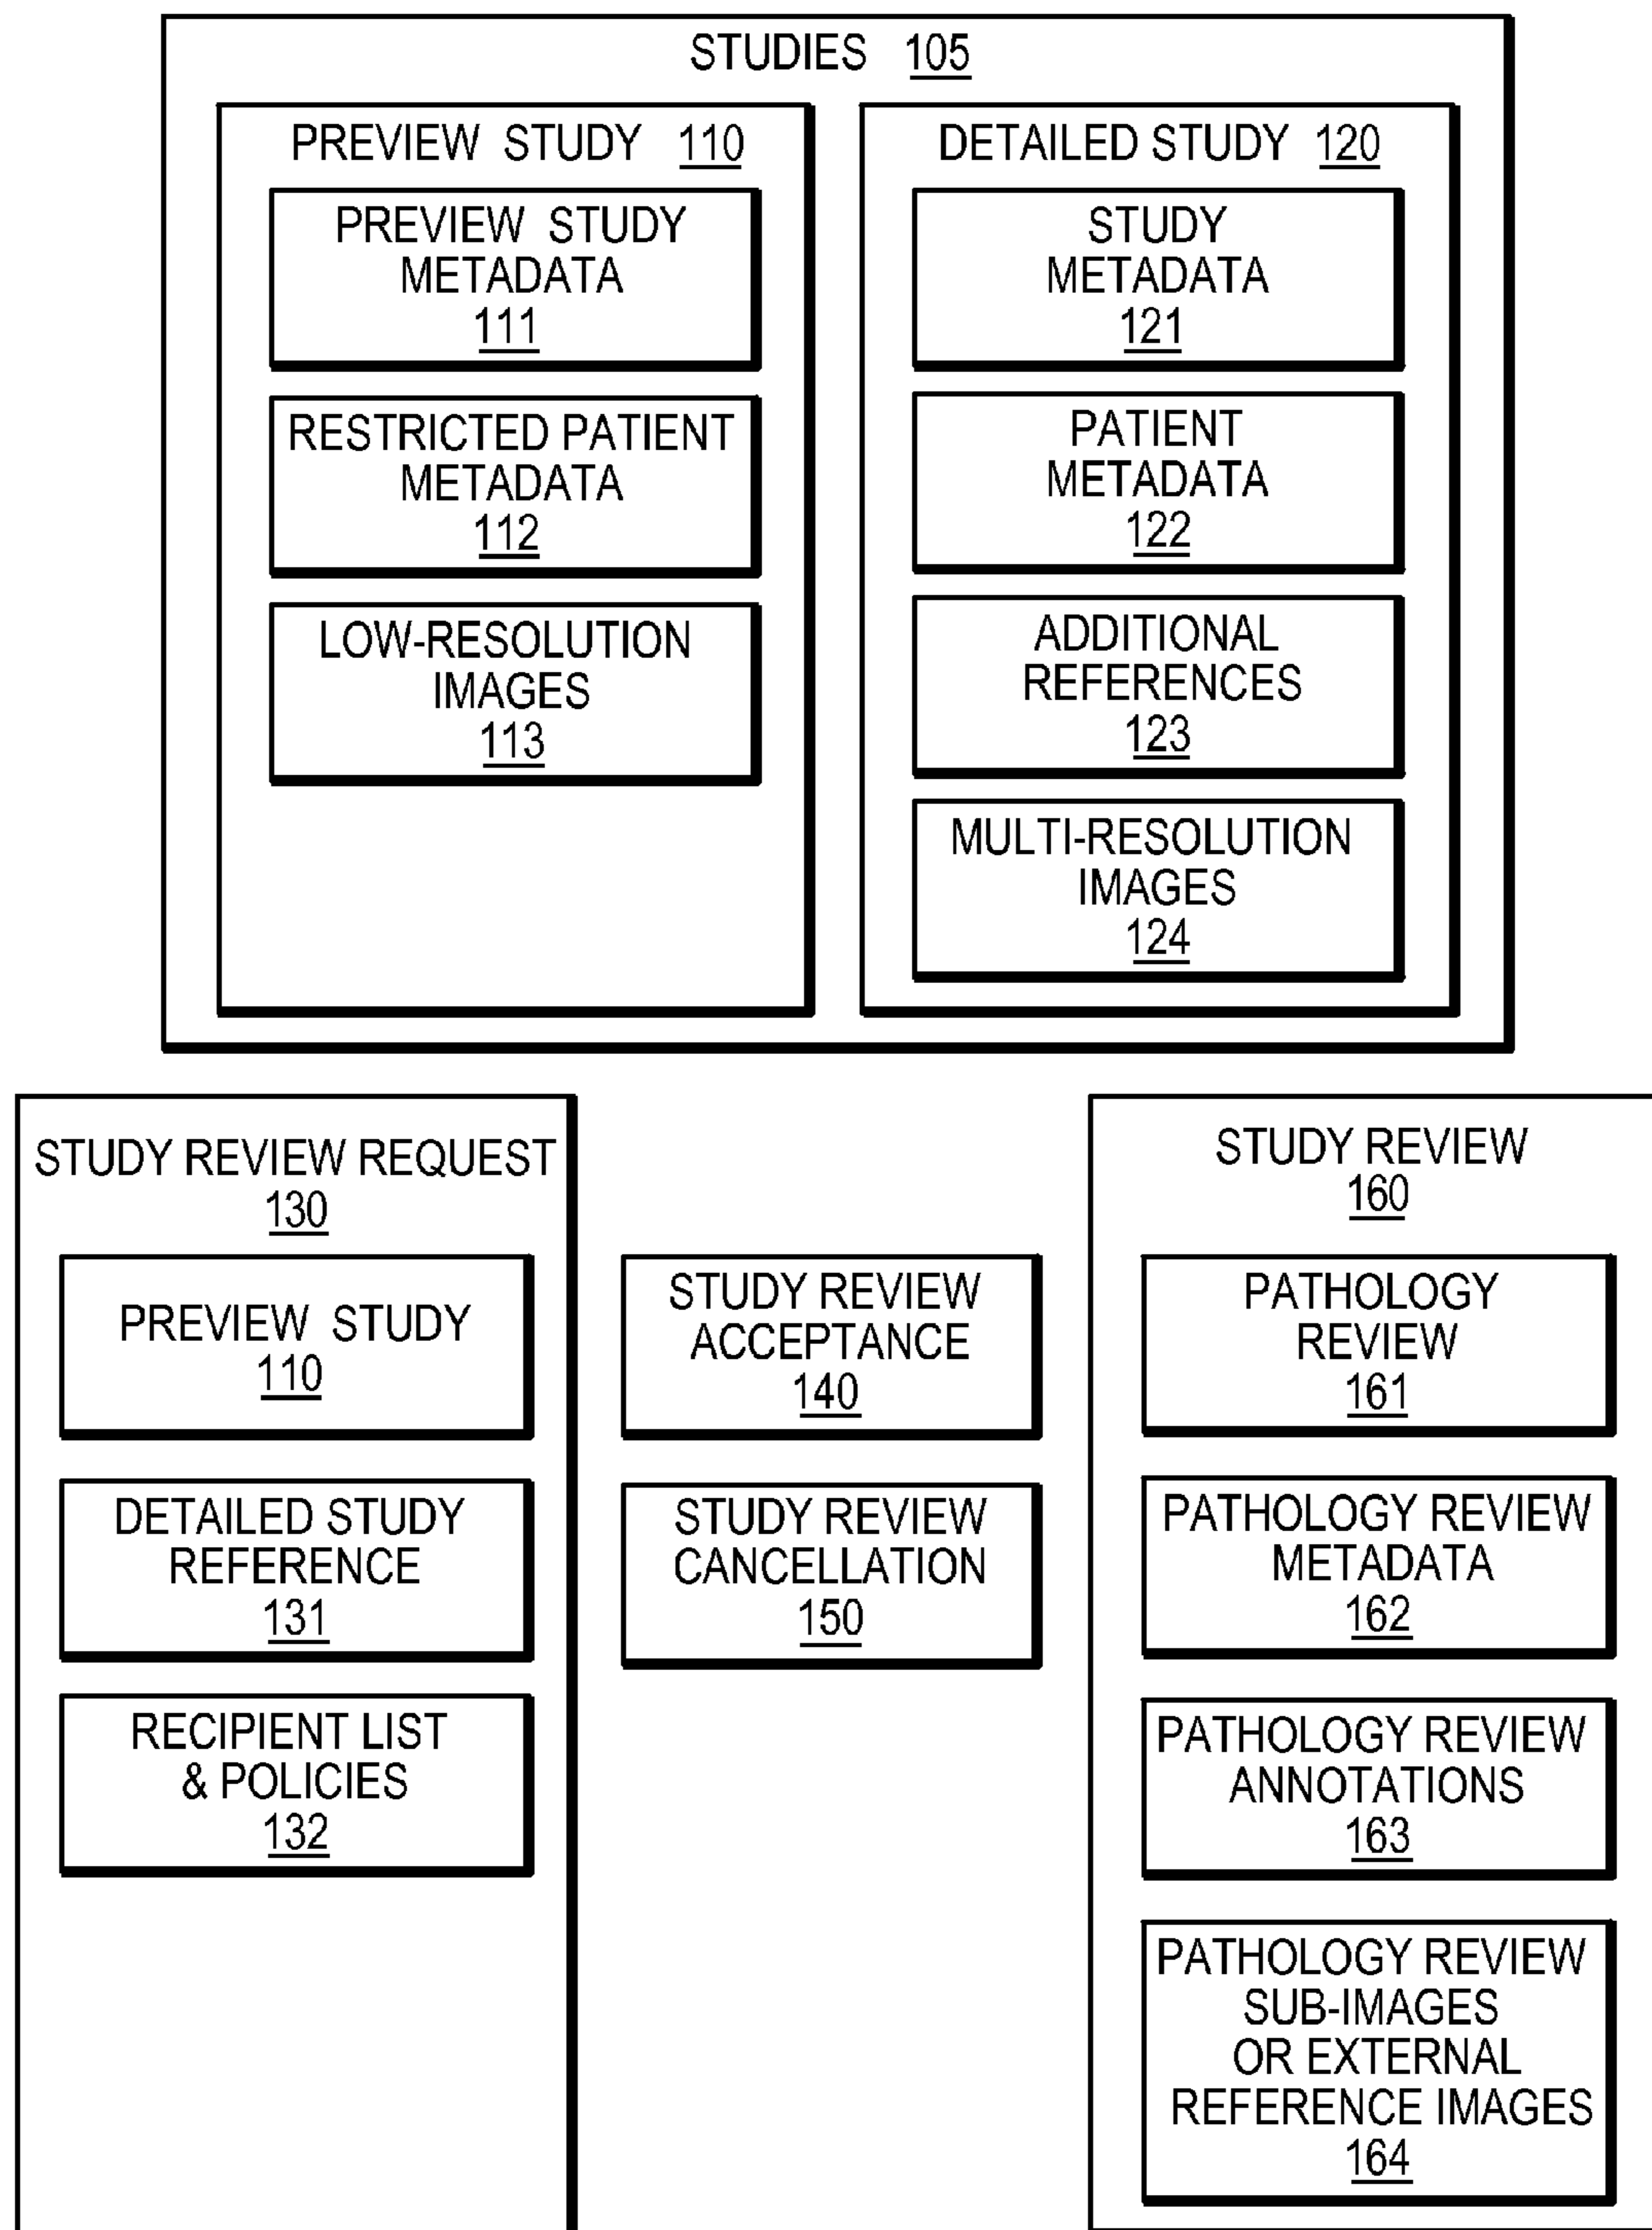 STUDIES 105
PREVIEW STUDY 110
PREVIEW STUDY
METADATA
111
RESTRICTED PATIENT
METADATA
112
LOW-RESOLUTION
IMAGES
113
DETAILED STUDY 120
STUDY
METADATA
121
PATIENT
METADATA
122
ADDITIONAL
REFERENCES
123
MULTI-RESOLUTION
IMAGES
124
STUDY REVIEW REQUEST
130
PREVIEW STUDY
110
DETAILED STUDY
REFERENCE
131
RECIPIENT LIST
& POLICIES
132
STUDY REVIEW
ACCEPTANCE
140
STUDY REVIEW
CANCELLATION
150
STUDY REVIEW
160
PATHOLOGY
REVIEW
161
PATHOLOGY REVIEW
METADATA
162
PATHOLOGY REVIEW
ANNOTATIONS
163
PATHOLOGY REVIEW
SUB-IMAGES
OR EXTERNAL
REFERENCE IMAGES
164